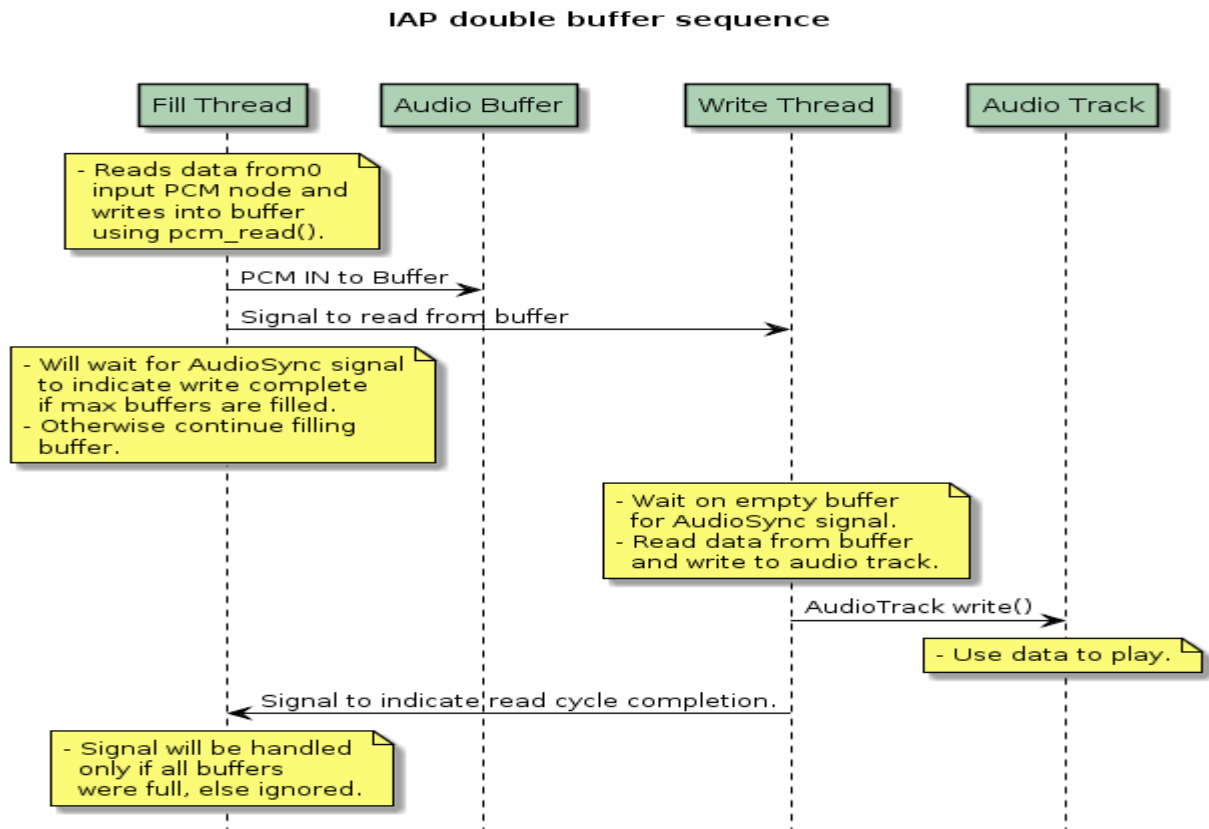 IAP double buffer sequence
Fill Thread
Audio Buffer
Write Thread
Audio Track
- Reads data from0
input PCM node and
writes into buffer
using pcm_read().
PCM IN to Buffer
Signal to read from buffer
- Will wait for AudioSync signal
to indicate write complete
if max buffers are filled.
- Otherwise continue filling
buffer.
- Wait on empty buffer
for AudioSync signal.
- Read data from buffer
and write to audio track.
AudioTrack write()
- Use data to play.
Signal to indicate read cycle completion.
- Signal will be handled
only if all buffers
were full, else ignored.